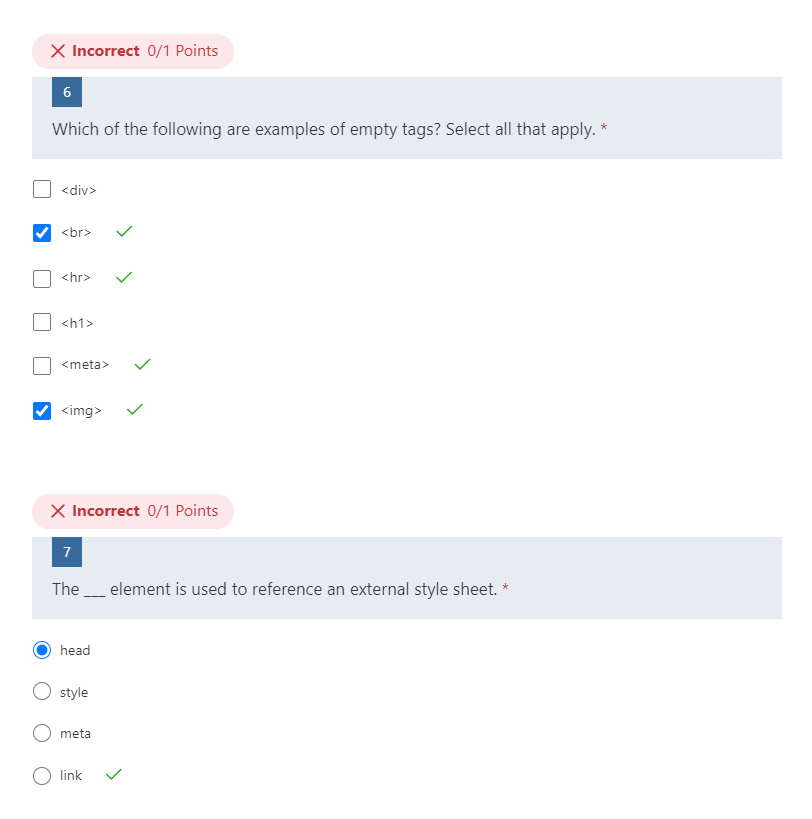 Incorrect 0/1 Points
6
Which of the following are examples of empty tags? Select all that apply. *
<div>
<br>
<hr>
<h1>
<meta>
<img>
Incorrect 0/1 Points
7
The ___ element is used to reference an external style sheet. *
head
style
meta
link